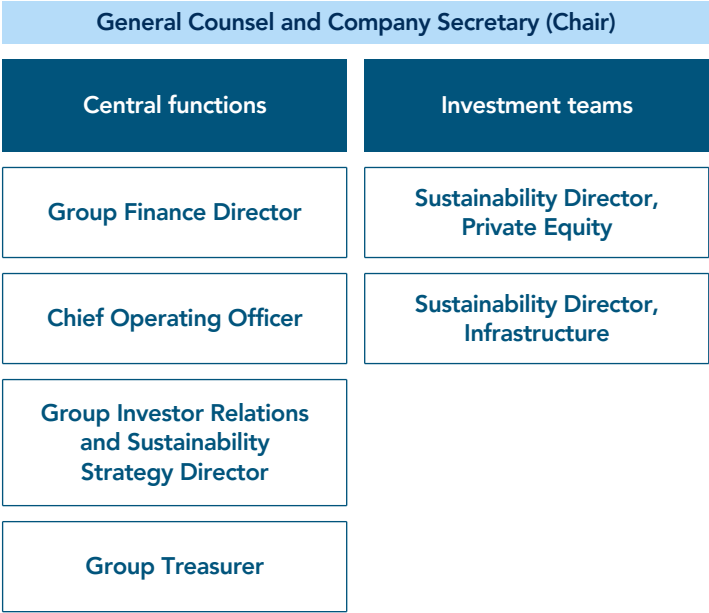 General Counsel and Company Secretary (Chair)
Central functions
Investment teams
Group Finance Director
Sustainability Director,
Private Equity
Chief Operating Officer
Sustainability Director,
Infrastructure
Group Investor Relations
and Sustainability
Strategy Director
Group Treasurer